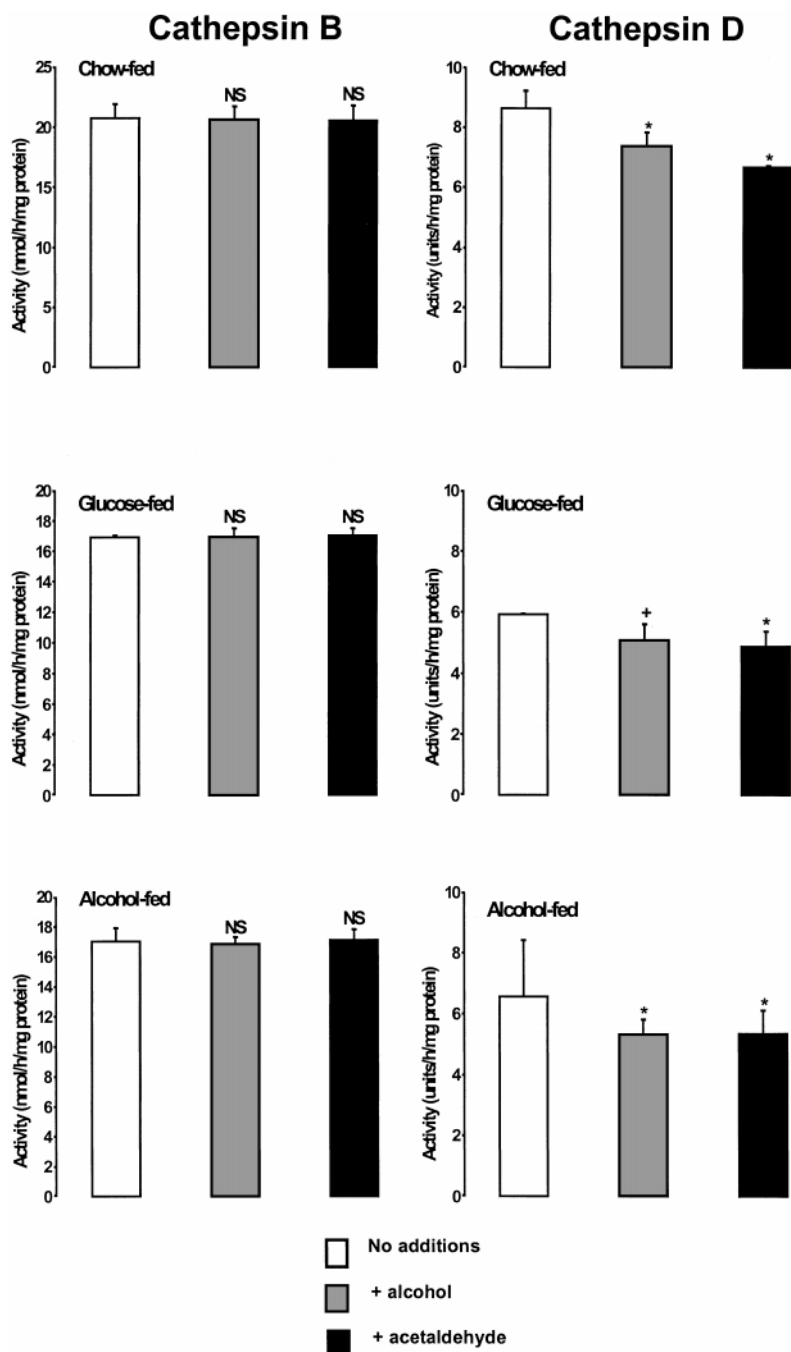 Cathepsin B
Cathepsin D
Chow-fed
NS
NS
25
20
15
10
5
0
Activity (nmol/h/mg protein)
Chow-fed
*
*
10
8
6
4
2
0
Activity (units/h/mg protein)
Glucose-fed
NS
NS
20
18
16
14
12
10
8
6
4
2
0
Activity (nmol/h/mg protein)
Glucose-fed
+
*
10
8
6
4
2
0
Activity (units/h/mg protein)
Alcohol-fed
NS
NS
20
18
16
14
12
10
8
6
4
2
0
Activity (nmol/h/mg protein)
Alcohol-fed
*
*
10
8
6
4
2
0
Activity (units/h/mg protein)
No additions
+ alcohol
+ acetaldehyde